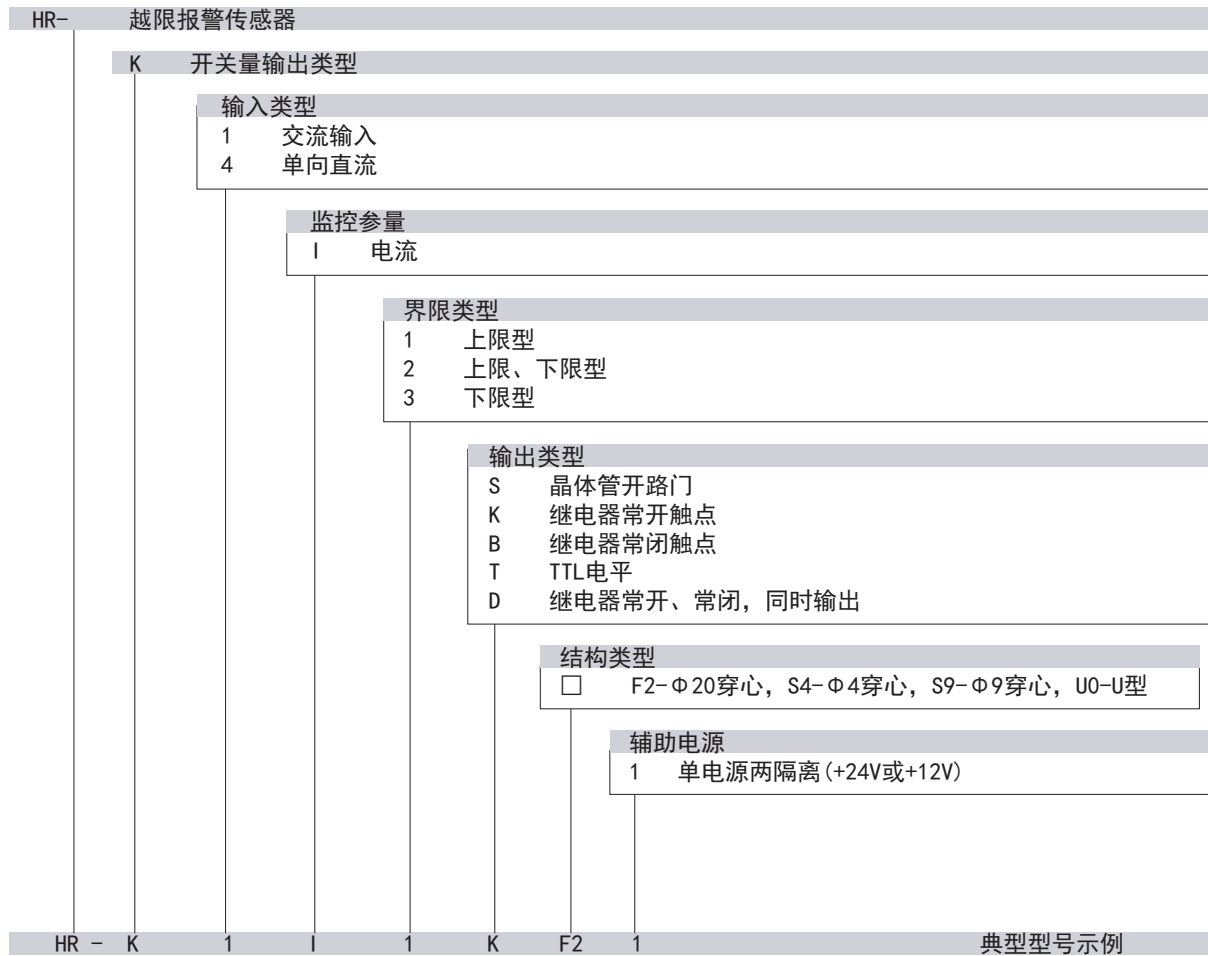 HR- 越限报警传感器
K 开关量输出类型
输入类型
1 交流输入
4 单向直流
监控参量
I 电流
界限类型
1 上限型
2 上限、下限型
3 下限型
输出类型
S 晶体管开路门
K 继电器常开触点
B 继电器常闭触点
T TTL电平
D 继电器常开、常闭，同时输出
结构类型
□ F2-Φ20穿心，S4-Φ4穿心，S9-Φ9穿心，U0-U型
辅助电源
1 单电源两隔离(+24V或+12V)
HR - K 1 I 1 K F2 1 典型型号示例